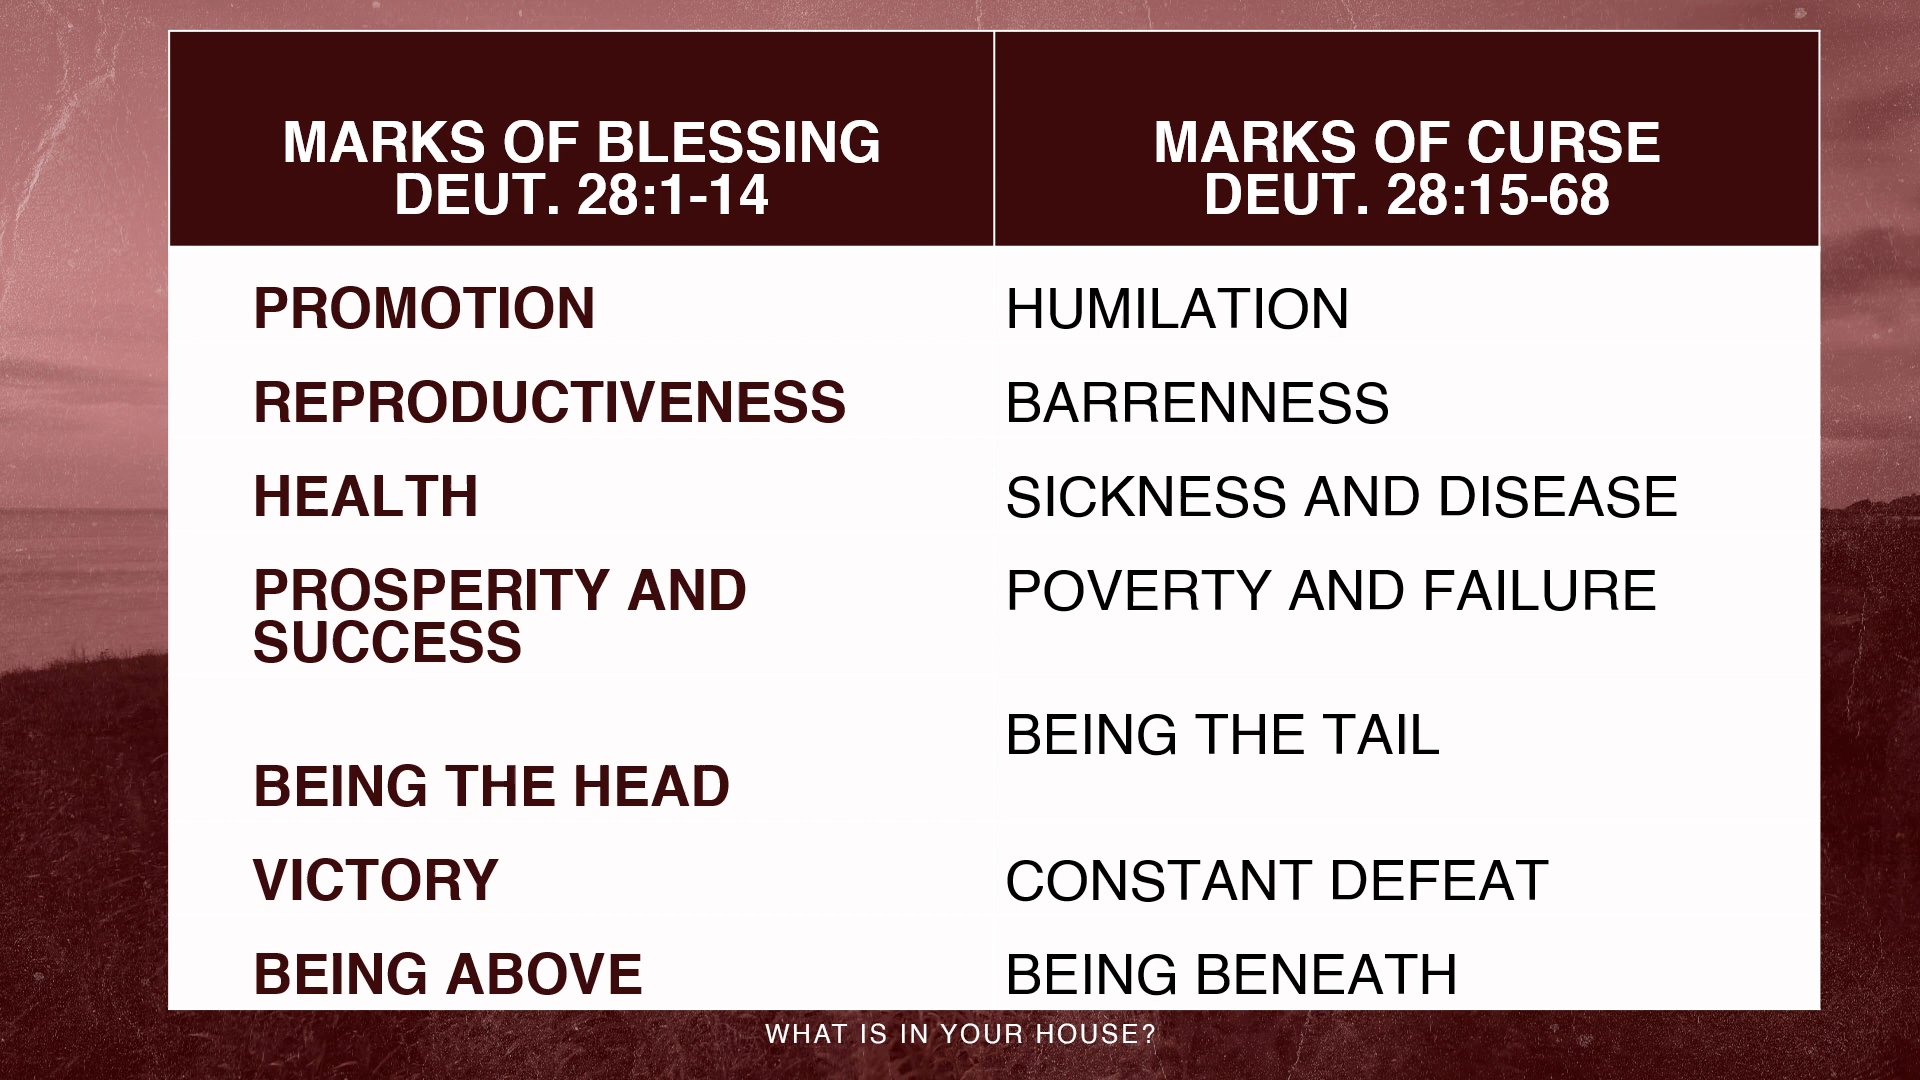 MARKS OF BLESSING
DEUT. 28:1-14
MARKS OF CURSE
DEUT. 28:15-68
PROMOTION
HUMILATION
REPRODUCTIVENESS
BARRENNESS
HEALTH
SICKNESS AND DISEASE
PROSPERITY AND
SUCCESS
POVERTY AND FAILURE
BEING THE HEAD
BEING THE TAIL
VICTORY
CONSTANT DEFEAT
BEING ABOVE
BEING BENEATH
WHAT IS IN YOUR HOUSE?